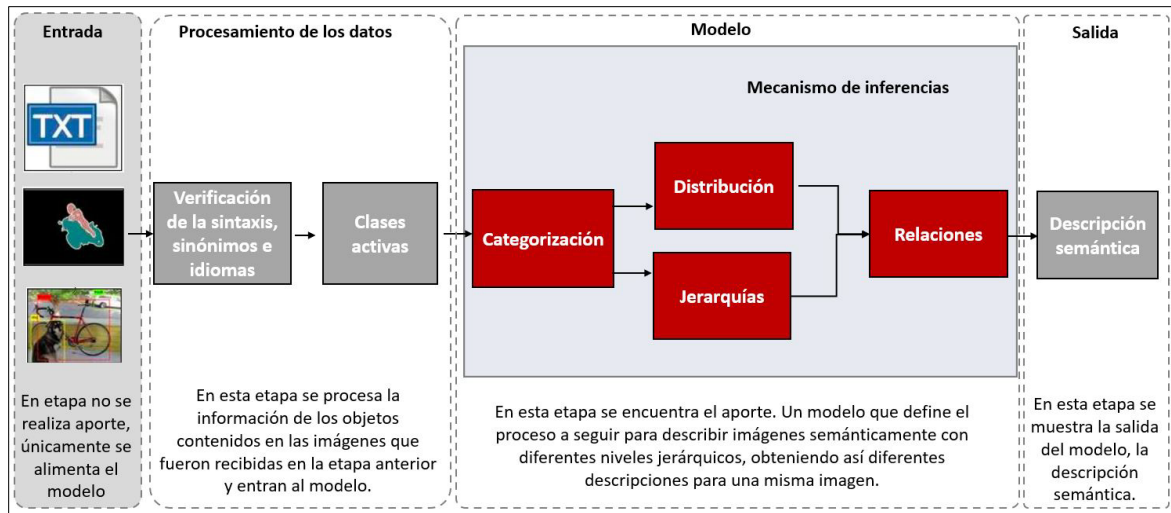 Entrada
TXT
En etapa no se
realiza aporte,
únicamente se
alimenta el
modelo
Procesamiento de los datos
Verificación
de la sintaxis,
sinónimos e
idiomas
Clases
activas
En esta etapa se procesa la
información de los objetos
contenidos en las imágenes que
fueron recibidas en la etapa anterior
y entran al modelo.
Modelo
Mecanismo de inferencias
Categorización
Distribución
Jerarquías
Relaciones
En esta etapa se encuentra el aporte. Un modelo que define el
proceso a seguir para describir imágenes semánticamente con
diferentes niveles jerárquicos, obteniendo así diferentes
descripciones para una misma imagen.
Salida
Descripción
semántica
En esta etapa se
muestra la salida
del modelo, la
descripción
semántica.